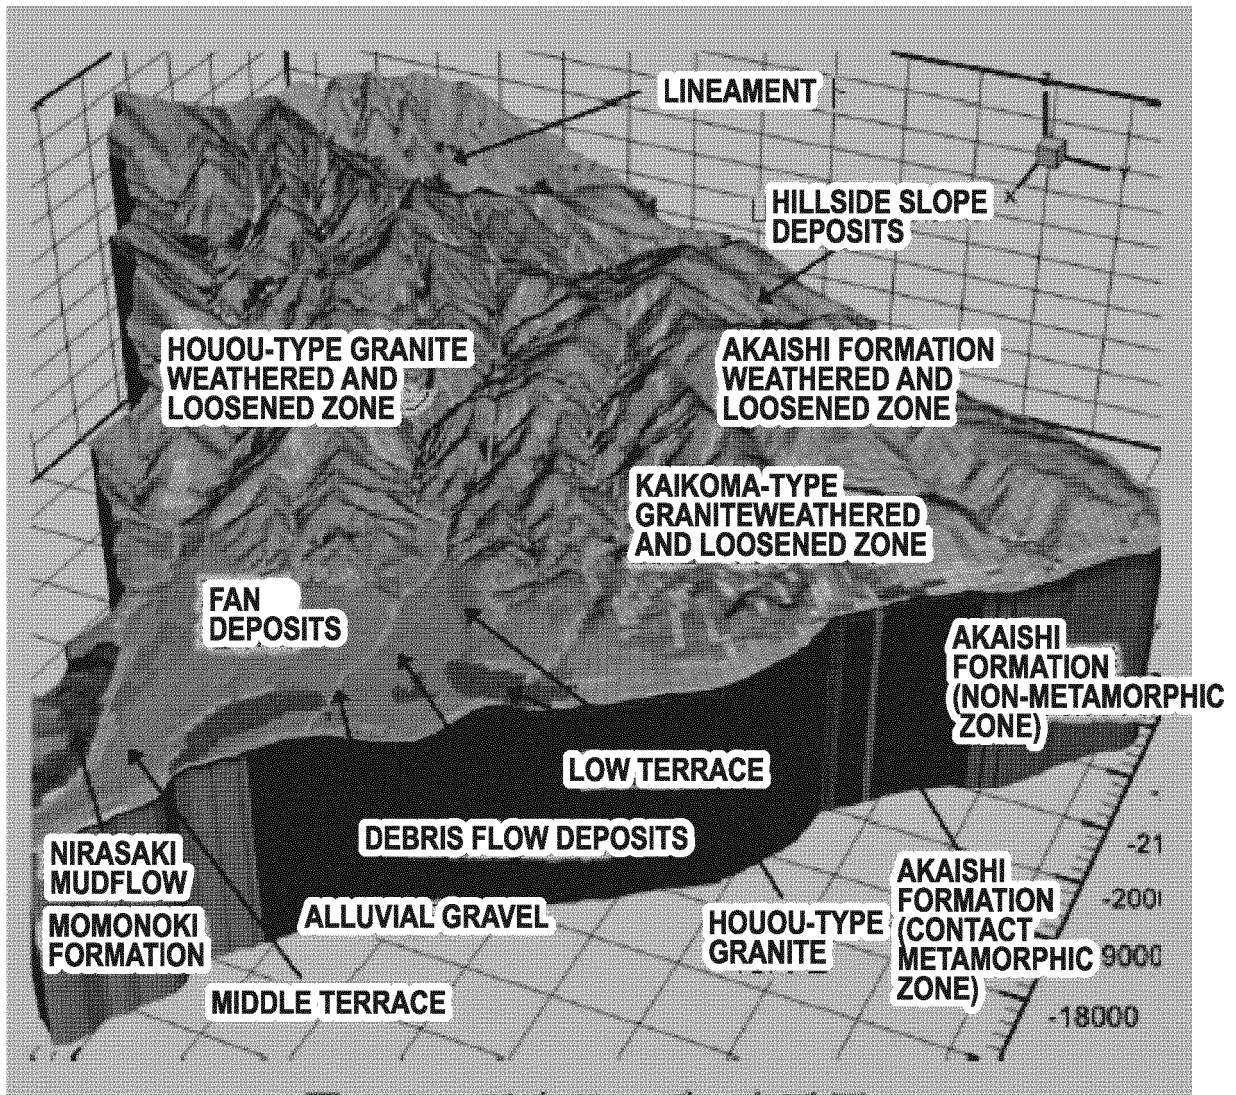 LINEAMENT
HILLSIDE SLOPE
DEPOSITS
HOUOU-TYPE GRANITE
WEATHERED AND
LOOSENED ZONE
AKAISHI FORMATION
WEATHERED AND
LOOSENED ZONE
KAIKOMA-TYPE
GRANITEWEATHERED
AND LOOSENED ZONE
FAN
DEPOSITS
AKAISHI
FORMATION
(NON-METAMORPHIC
ZONE)
LOW TERRACE
DEBRIS FLOW DEPOSITS
NIRASAKI
MUDFLOW
MOMONOKI
FORMATION
ALLUVIAL GRAVEL
MIDDLE TERRACE
HOUOU-TYPE
GRANITE
AKAISHI
FORMATION
(CONTACT
METAMORPHIC
ZONE)
X
Y
-21
-200
9000
-18000